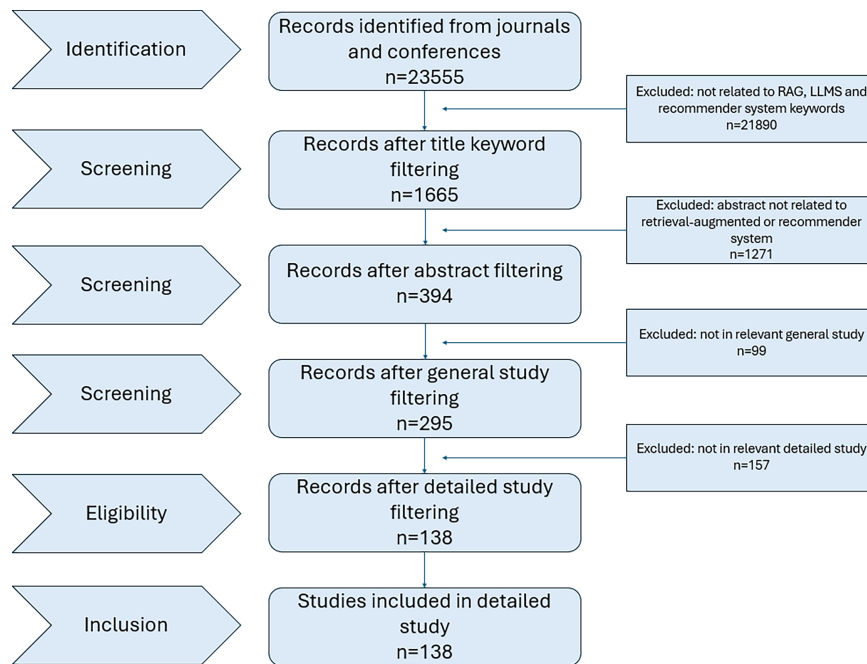 Identification
Records identified from journals
and conferences
n=23555
Excluded: not related to RAG, LLMS and
recommender system keywords
n=21890
Screening
Records after title keyword
filtering
n=1665
Excluded: abstract not related to
retrieval-augmented or recommender
system
n=1271
Screening
Records after abstract filtering
n=394
Excluded: not in relevant general study
n=99
Screening
Records after general study
filtering
n=295
Excluded: not in relevant detailed study
n=157
Eligibility
Records after detailed study
filtering
n=138
Inclusion
Studies included in detailed
study
n=138